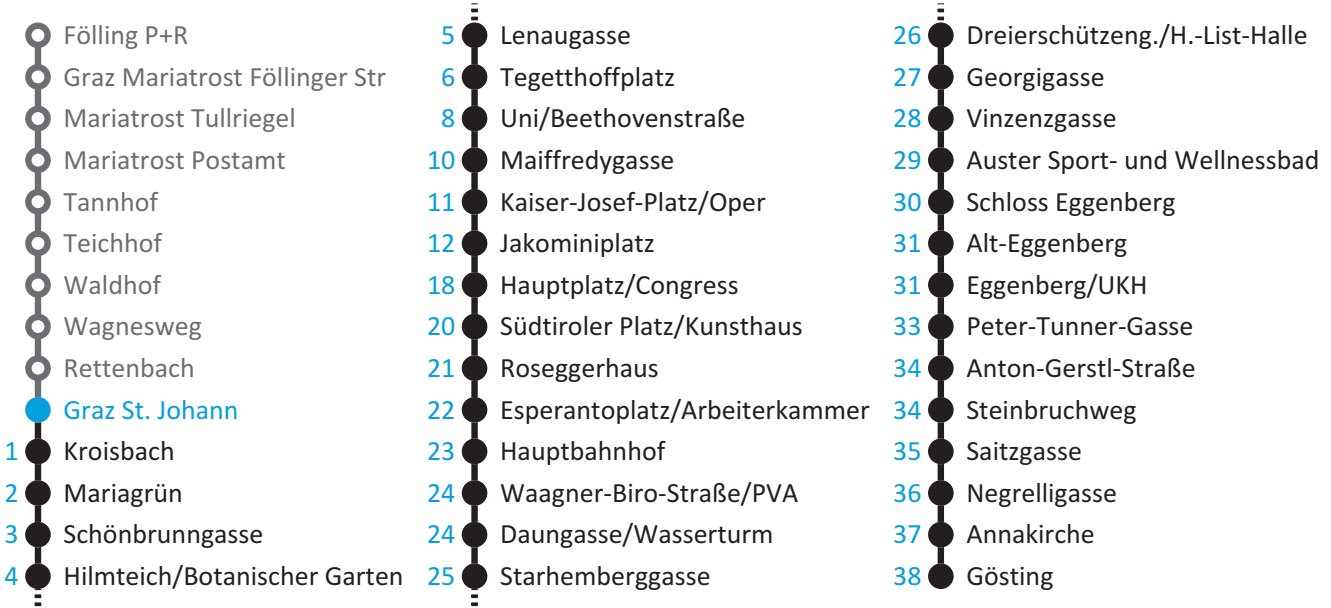 Fölling P+R
Graz Mariatrost Föllinger Str
Mariatrost Tullriegel
Mariatrost Postamt
Tannhof
Teichhof
Waldhof
Wagnesweg
Rettenbach
Graz St. Johann
1 Kroisbach
2 Mariagrün
3 Schönbrunngasse
4 Hilmteich/Botanischer Garten
5 Lenaugasse
6 Tegetthoffplatz
8 Uni/Beethovenstraße
10 Maiffredygasse
11 Kaiser-Josef-Platz/Oper
12 Jakominiplatz
18 Hauptplatz/Congress
20 Südtiroler Platz/Kunsthaus
21 Roseggerhaus
22 Esperantoplatz/Arbeiterkammer
23 Hauptbahnhof
24 Waagner-Biro-Straße/PVA
24 Daungasse/Wasserturm
25 Starhemberggasse
26 Dreierschützeng./H.-List-Halle
27 Georgigasse
28 Vinzenzgasse
29 Auster Sport- und Wellnessbad
30 Schloss Eggenberg
31 Alt-Eggenberg
31 Eggenberg/UKH
33 Peter-Tunner-Gasse
34 Anton-Gerstl-Straße
34 Steinbruchweg
35 Saitzgasse
36 Negrelligasse
37 Annakirche
38 Gösting